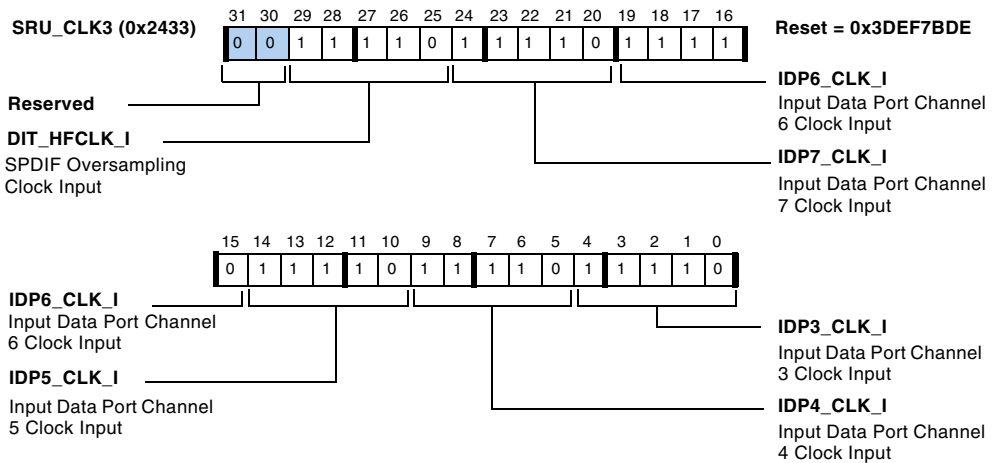 SRU_CLK3 (0x2433)
31 30 29 28 27 26 25 24 23 22 21 20 19 18 17 16
Reset = 0x3DEF7BDE
0 0 1 1 1 1 0 1 1 1 1 0 1 1 1 1
Reserved
DIT_HFCLK_I
SPDIF Oversampling
Clock Input
IDP6_CLK_I
Input Data Port Channel
6 Clock Input
IDP7_CLK_I
Input Data Port Channel
7 Clock Input
15 14 13 12 11 10 9 8 7 6 5 4 3 2 1 0
0 1 1 1 1 0 1 1 1 1 0 1 1 1 1 0
IDP6_CLK_I
Input Data Port Channel
6 Clock Input
IDP5_CLK_I
Input Data Port Channel
5 Clock Input
IDP3_CLK_I
Input Data Port Channel
3 Clock Input
IDP4_CLK_I
Input Data Port Channel
4 Clock Input